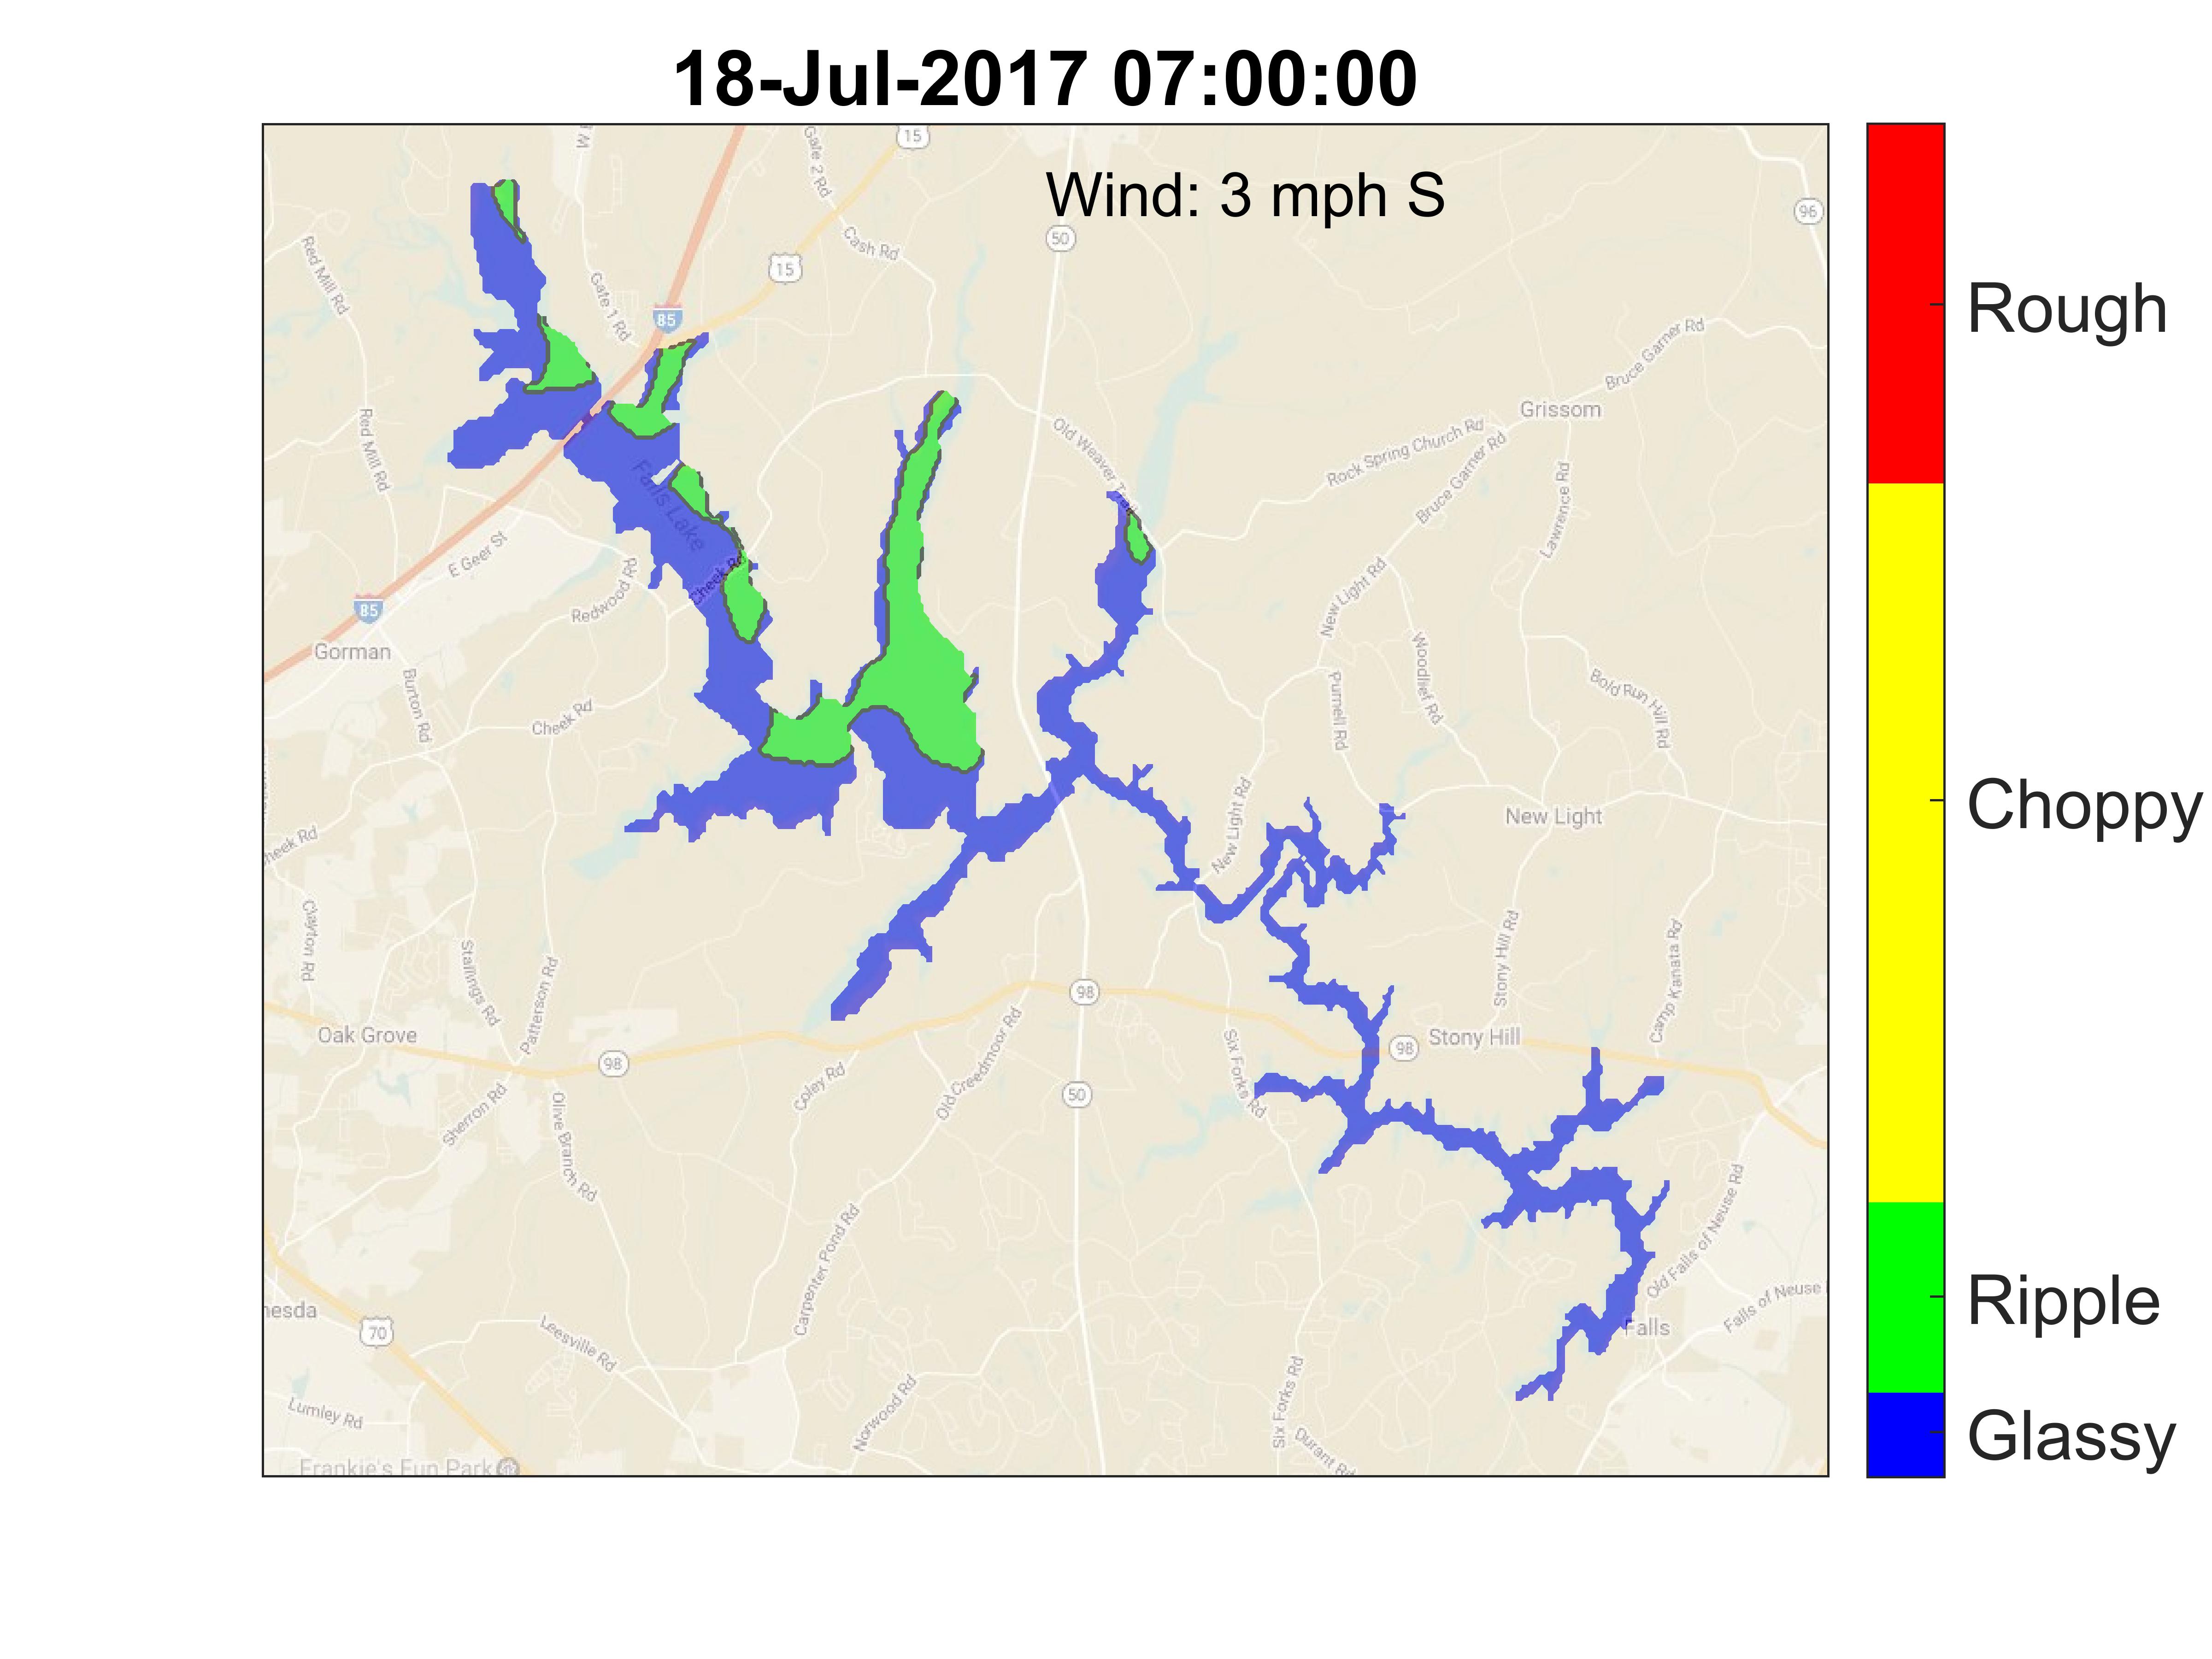 18-Jul-2017 07:00:00
Wind: 3 mph S
15
Gate 2 Rd
50
96
Cash Rd
15
Red Mill Rd
Gate 1 Rd
85
Bruce Garner Rd
Grissom
Red Mill Rd
Old Weaver Trail
Rock Spring Church Rd
Bruce Garner Rd
Falls Lake
Lawrence Rd
E Geer St
Cheek Rd
Redwood Rd
New Light Rd
85
Gorman
Burton Rd
Cheek Rd
Purnell Rd
Woodlief Rd
Bold Run Hill Rd
New Light Rd
New Light
heek Rd
Clayton Rd
Stallings Rd
Patterson Rd
Stony Hill Rd
Camp Kanata Rd
98
Oak Grove
98
98
Stony Hill
Coley Rd
Old Creedmoor Rd
50
Six Forks Rd
Sherron Rd
Olive Branch Rd
Carpenter Pond Rd
Old Falls of Neuse Rd
Falls of Neuse
nesda
70
Leesville Rd
Falls
Lumley Rd
Norwood Rd
Six Forks Rd
Durant Rd
Frankie's Fun Park
Rough
Choppy
Ripple
Glassy